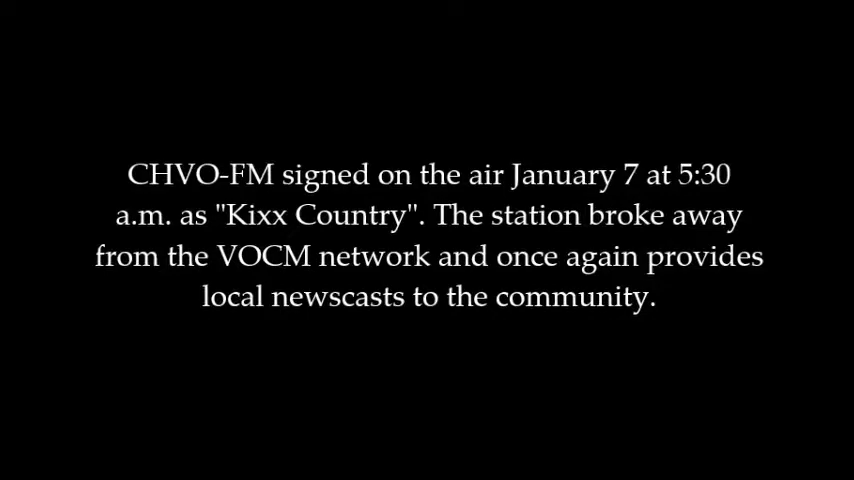 CHVO-FM signed on the air January 7 at 5:30
a.m. as "Kixx Country". The station broke away
from the VOCM network and once again provides
local newscasts to the community.